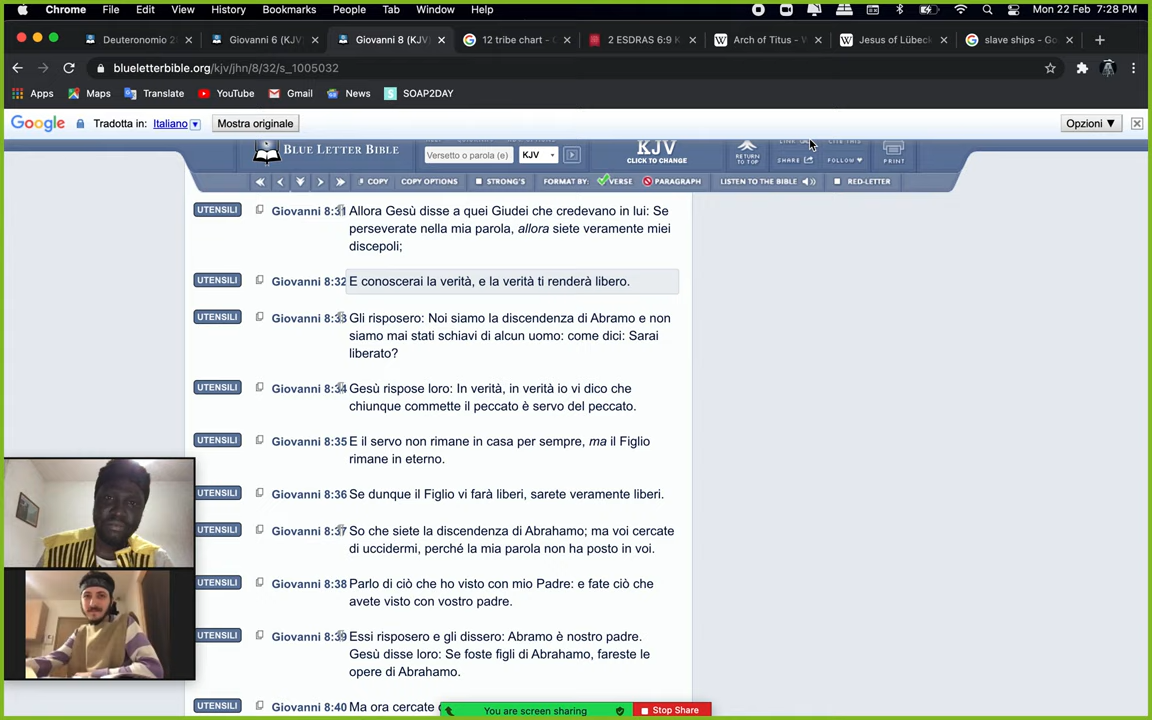 Chrome File Edit View History Bookmarks People Tab Window Help Mon 22 Feb 7:28 PM
Deuteronomio 2 Giovanni 6 (KJV) Giovanni 8 (KJV) 12 tribe chart - G 2 ESDRAS 6:9 K Arch of Titus - W Jesus of Lübeck slave ships - Go
blueletterbible.org/kjv/jhn/8/32/s_1005032
Apps Maps Translate YouTube Gmail News SOAP2DAY
Google Tradotta in: Italiano Mostra originale Opzioni
BLUE LETTER BIBLE Versetto o parola (e) KJV KJV CLICK TO CHANGE RETURN TO TOP SHARE FOLLOW PRINT
COPY COPY OPTIONS STRONG'S FORMAT BY: VERSE PARAGRAPH LISTEN TO THE BIBLE RED-LETTER
UTENSILI Giovanni 8:31 Allora Gesù disse a quei Giudei che credevano in lui: Se
perseverate nella mia parola, allora siete veramente miei
discepoli;
UTENSILI Giovanni 8:32 E conoscerai la verità, e la verità ti renderà libero.
UTENSILI Giovanni 8:33 Gli risposero: Noi siamo la discendenza di Abramo e non
siamo mai stati schiavi di alcun uomo: come dici: Sarai
liberato?
UTENSILI Giovanni 8:34 Gesù rispose loro: In verità, in verità io vi dico che
chiunque commette il peccato è servo del peccato.
UTENSILI Giovanni 8:35 E il servo non rimane in casa per sempre, ma il Figlio
rimane in eterno.
UTENSILI Giovanni 8:36 Se dunque il Figlio vi farà liberi, sarete veramente liberi.
UTENSILI Giovanni 8:37 So che siete la discendenza di Abrahamo; ma voi cercate
di uccidermi, perché la mia parola non ha posto in voi.
UTENSILI Giovanni 8:38 Parlo di ciò che ho visto con mio Padre: e fate ciò che
avete visto con vostro padre.
UTENSILI Giovanni 8:39 Essi risposero e gli dissero: Abramo è nostro padre.
Gesù disse loro: Se foste figli di Abrahamo, fareste le
opere di Abrahamo.
UTENSILI Giovanni 8:40 Ma ora cercate
You are screen sharing Stop Share